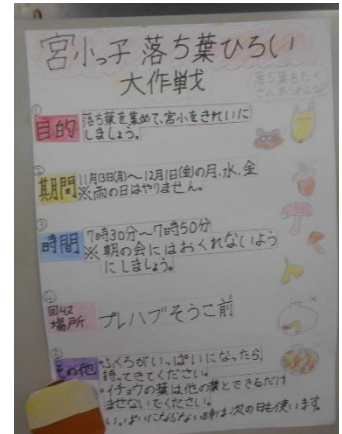 宮小っ子 落ち葉ひろい
大作戦
落ち葉をたく
さんあつめよう
①
目的
落ち葉を集めて、宮小をきれいに
しましょう。
②
期間
11月13日(月)～12月1日(金)の月、水、金
※雨の日はやりません。
③
時間
7時30分～7時50分
※朝の会にはおくれないよう
にしましょう。
④
回収
場所
プレハブそうこ前
⑤
その他
・ふくろがいっぱいになったら、
持ってきてください。
・イチョウの葉は他の葉とできるだけ
まぜないでください。
いっぱいにならない時は次の日も使います。